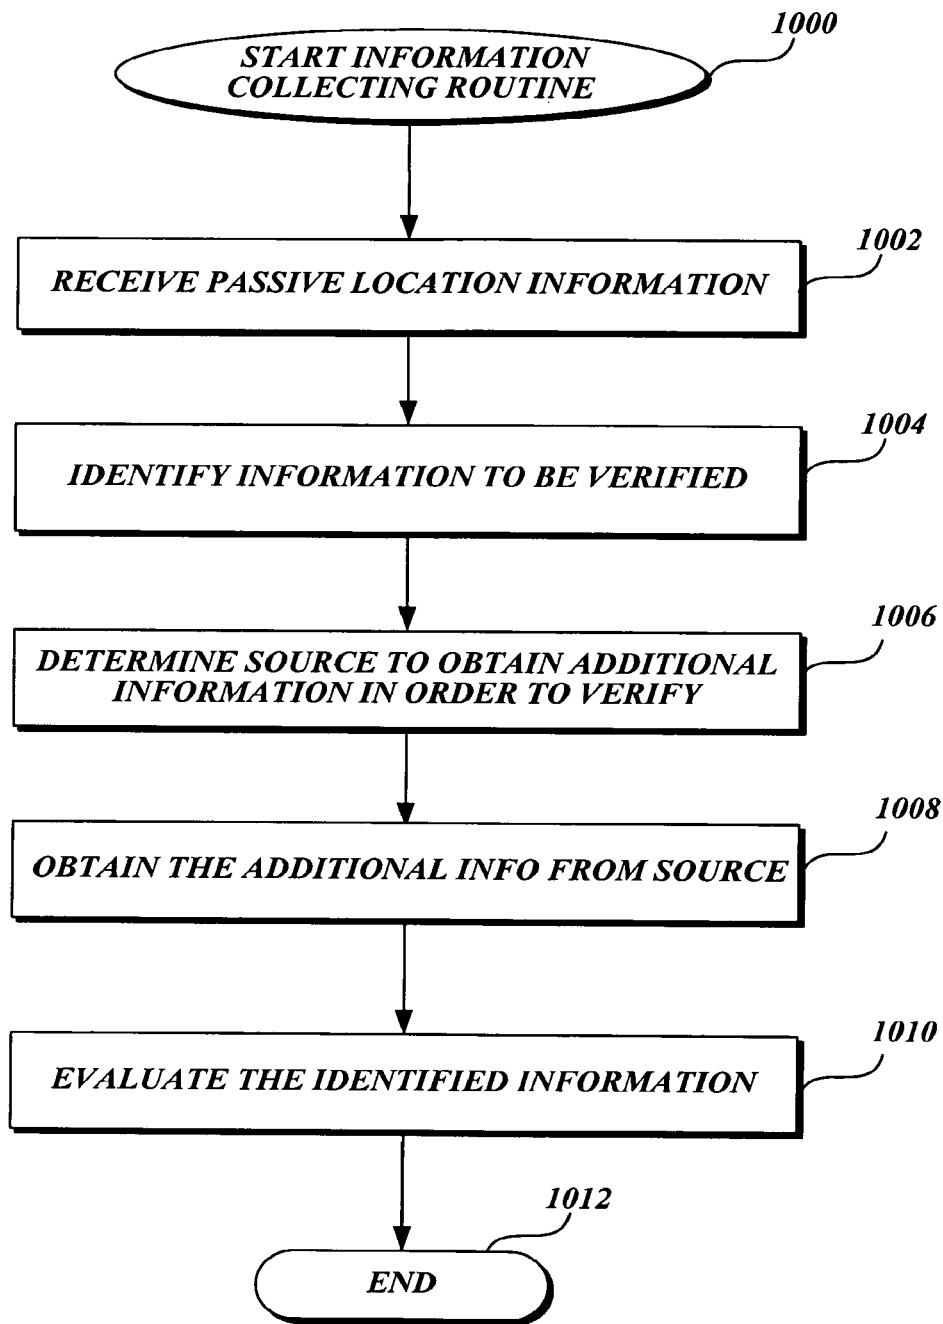 1000
START INFORMATION
COLLECTING ROUTINE
1002
RECEIVE PASSIVE LOCATION INFORMATION
1004
IDENTIFY INFORMATION TO BE VERIFIED
1006
DETERMINE SOURCE TO OBTAIN ADDITIONAL
INFORMATION IN ORDER TO VERIFY
1008
OBTAIN THE ADDITIONAL INFO FROM SOURCE
1010
EVALUATE THE IDENTIFIED INFORMATION
1012
END